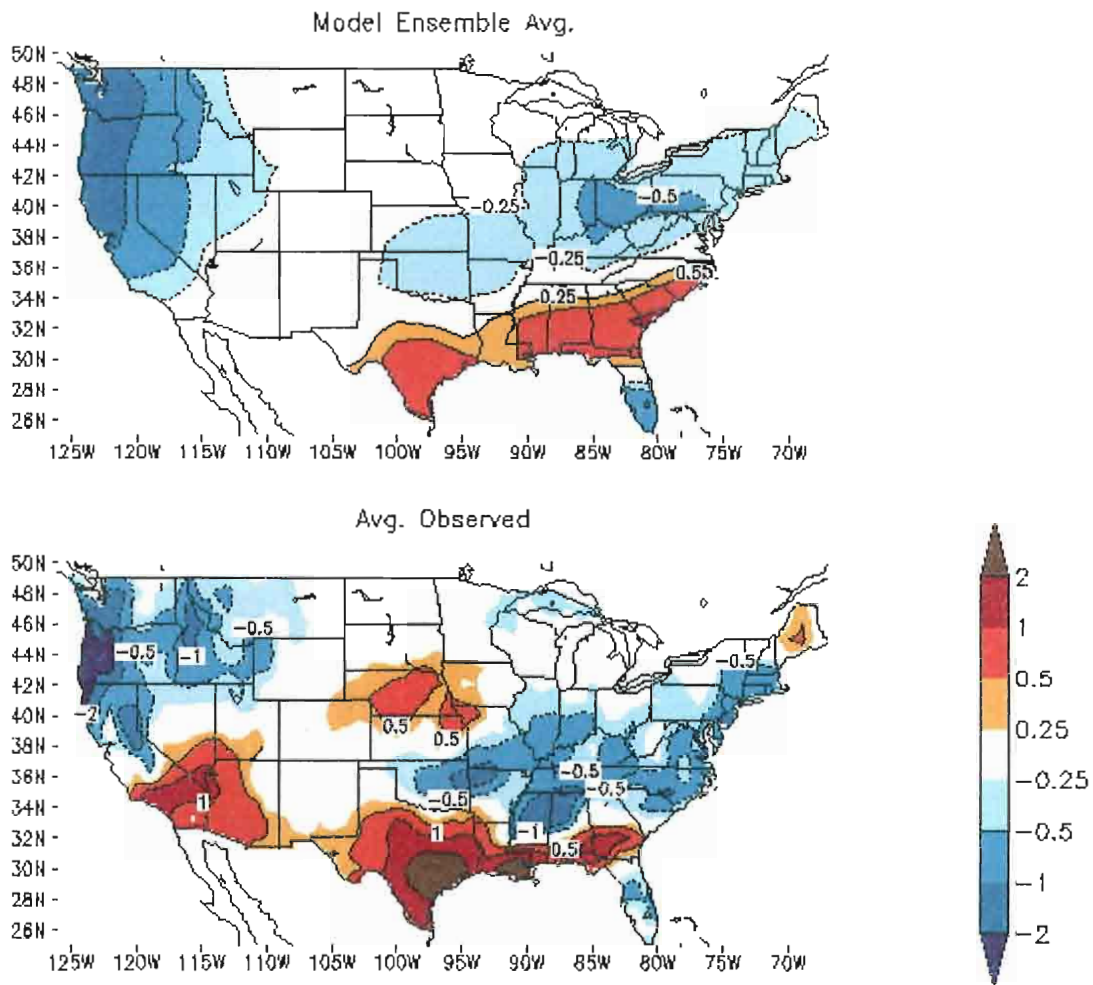 Model Ensemble Avg.
50N
48N
46N
44N
42N
40N
38N
36N
34N
32N
30N
28N
26N
-0.25
-0.5
-0.25
0.55
0.25
125W 120W 115W 110W 105W 100W 95W 90W 85W 80W 75W 70W
Avg. Observed
50N
48N
46N
44N
42N
40N
38N
36N
34N
32N
30N
28N
26N
-0.5
-0.5
-1
-0.5
-2
0.5
0.5
-0.5
-0.5
-0.5
1
1
-1
0.5
125W 120W 115W 110W 105W 100W 95W 90W 85W 80W 75W 70W
2
1
0.5
0.25
-0.25
-0.5
-1
-2